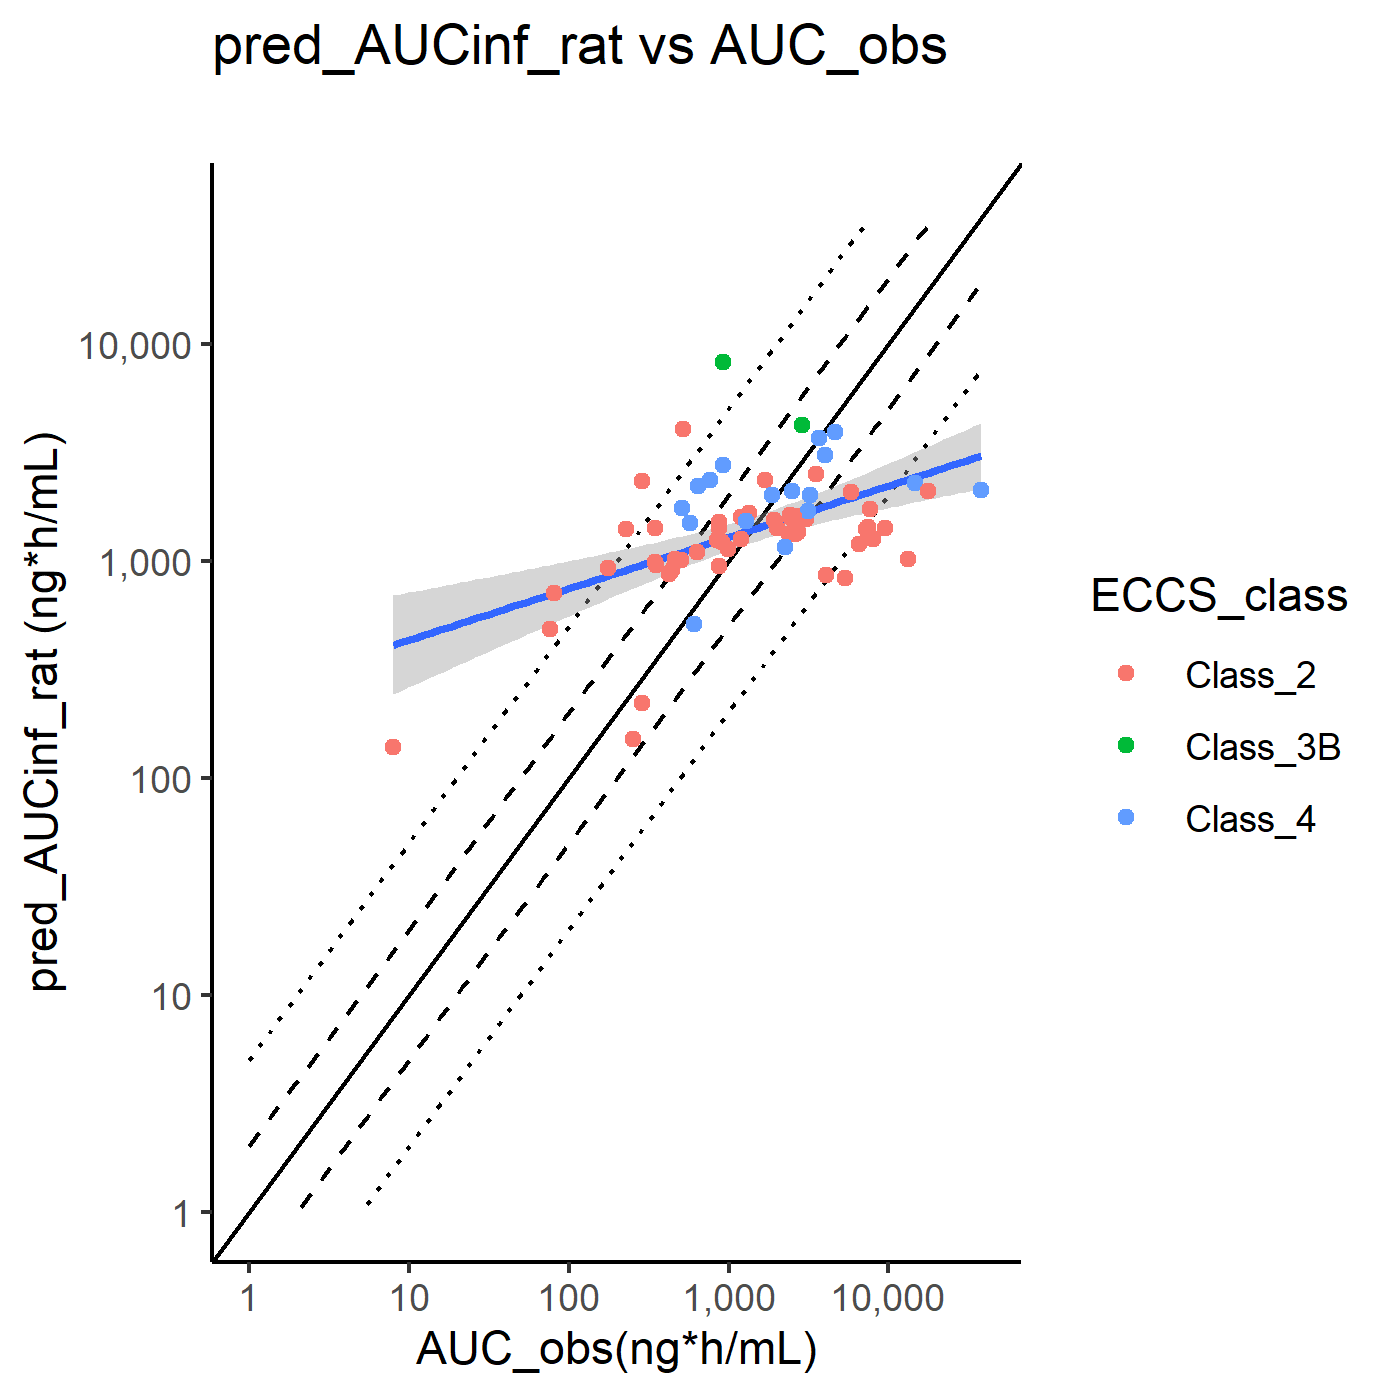 pred_AUCinf_rat vs AUC_obs
pred_AUCinf_rat (ng*h/mL)
10,000
1,000
100
10
1
1 10 100 1,000 10,000
AUC_obs(ng*h/mL)
ECCS_class
Class_2
Class_3B
Class_4